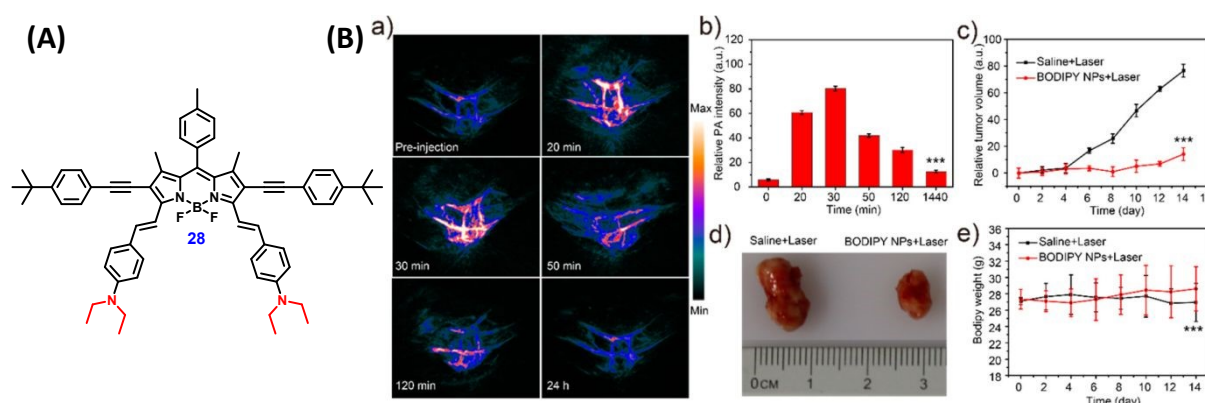 (A)
N
N
B
F
F
28
N
N
(B)
a)
Pre-injection
20 min
30 min
50 min
120 min
24 h
Max
Min
b)
Relative PA intensity (a.u.)
120
100
80
60
40
20
0
***
0 20 30 50 120 1440
Time (min)
c)
Relative tumor volume (a.u.)
100
80
60
40
20
0
Saline+Laser
BODIPY NPs+Laser
***
0 2 4 6 8 10 12 14 1
Time (day)
d)
Saline+Laser BODIPY NPs+Laser
0 CM 1 2 3
e)
Bodipy weight (g)
36
34
32
30
28
26
24
22
20
18
Saline+Laser
BODIPY NPs+Laser
***
0 2 4 6 8 10 12 14
Time (day)